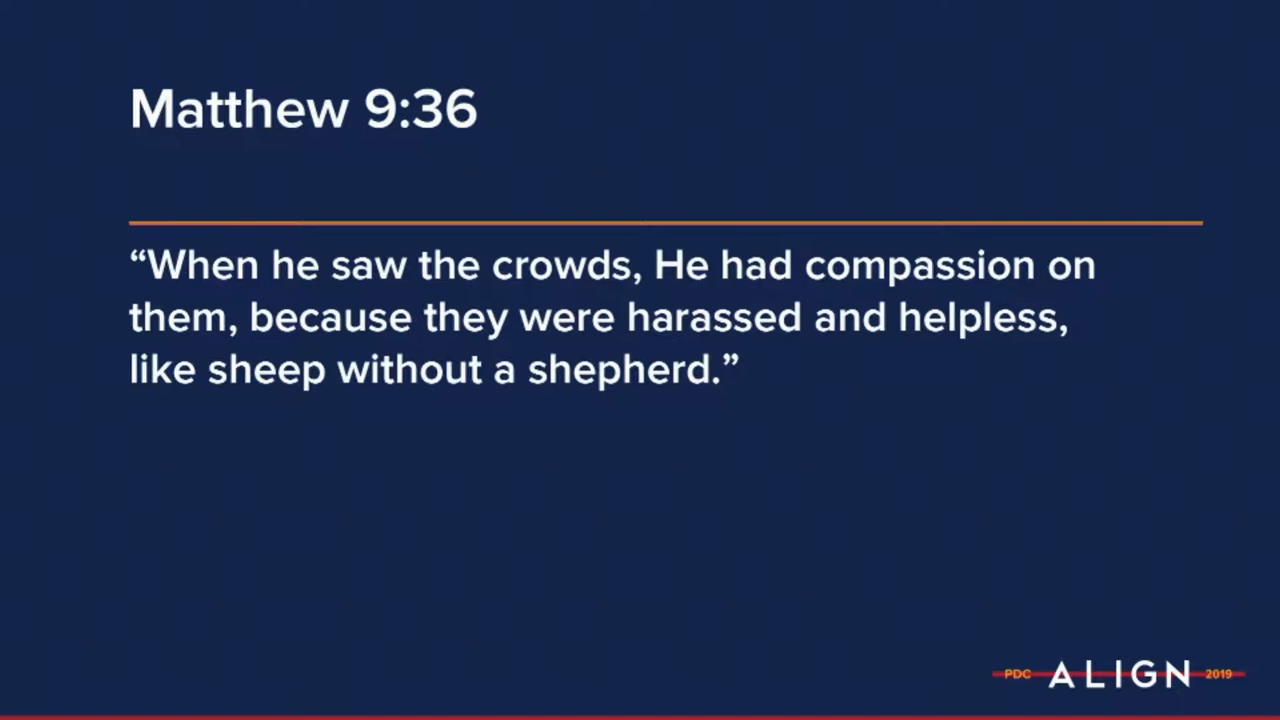 Matthew 9:36
“When he saw the crowds, He had compassion on
them, because they were harassed and helpless,
like sheep without a shepherd.”
PDC ALIGN 2019